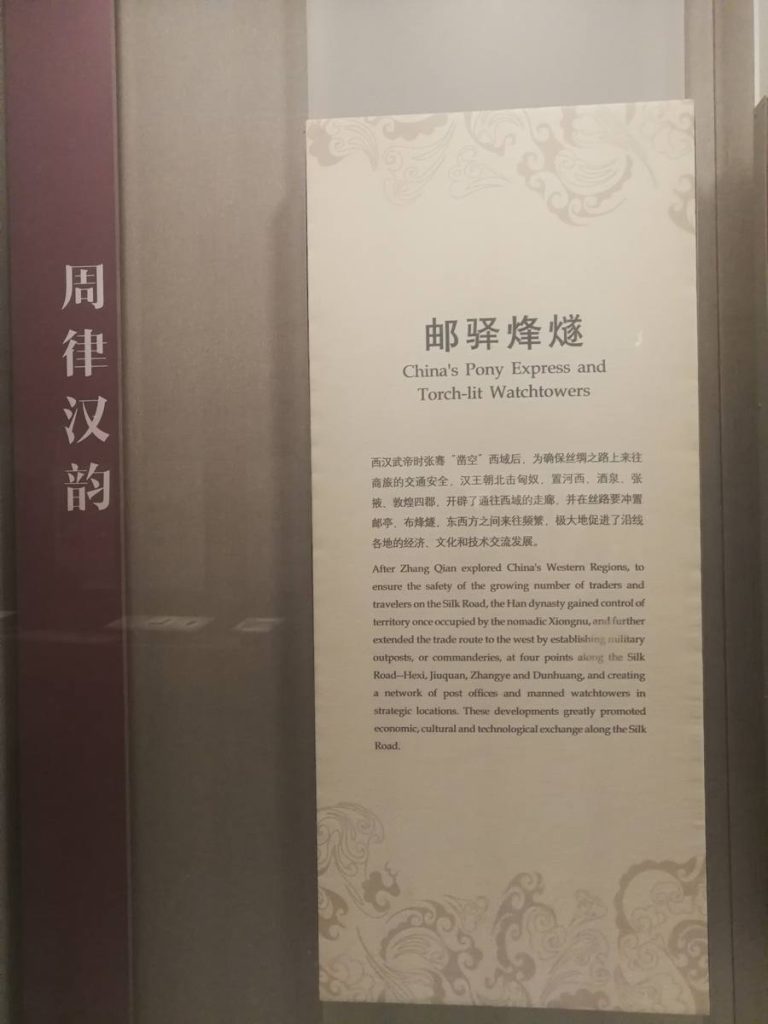 周律汉韵
邮驿烽燧
China's Pony Express and
Torch-lit Watchtowers
西汉武帝时张骞“凿空”西域后，为确保丝绸之路上来往
商旅的交通安全，汉王朝北击匈奴，置河西、酒泉、张
掖、敦煌四郡，开辟了通往西域的走廊，并在丝路要冲置
邮亭、布烽燧，东西方之间来往频繁，极大地促进了沿线
各地的经济、文化和技术交流发展。
After Zhang Qian explored China's Western Regions, to
ensure the safety of the growing number of traders and
travelers on the Silk Road, the Han dynasty gained control of
territory once occupied by the nomadic Xiongnu, and further
extended the trade route to the west by establishing military
outposts, or commanderies, at four points along the Silk
Road--Hexi, Jiuquan, Zhangye and Dunhuang, and creating
a network of post offices and manned watchtowers in
strategic locations. These developments greatly promoted
economic, cultural and technological exchange along the Silk
Road.